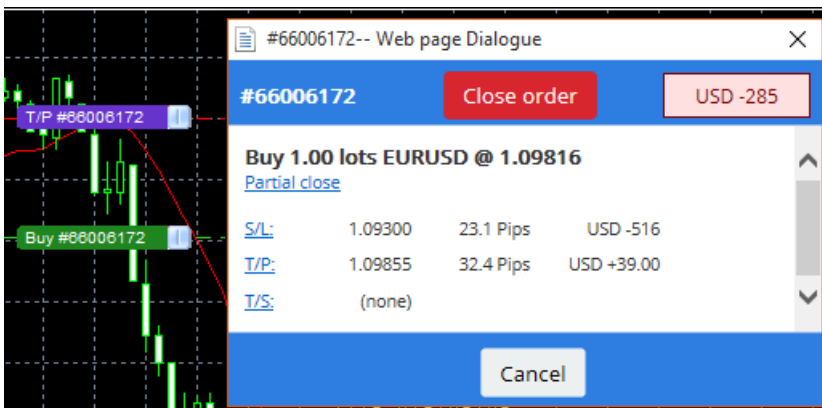 #66006172-- Web page Dialogue
#66006172 Close order USD -285
T/P #66006172
Buy 1.00 lots EURUSD @ 1.09816
Partial close
Buy #66006172
S/L: 1.09300 23.1 Pips USD -516
T/P: 1.09855 32.4 Pips USD +39.00
T/S: (none)
Cancel